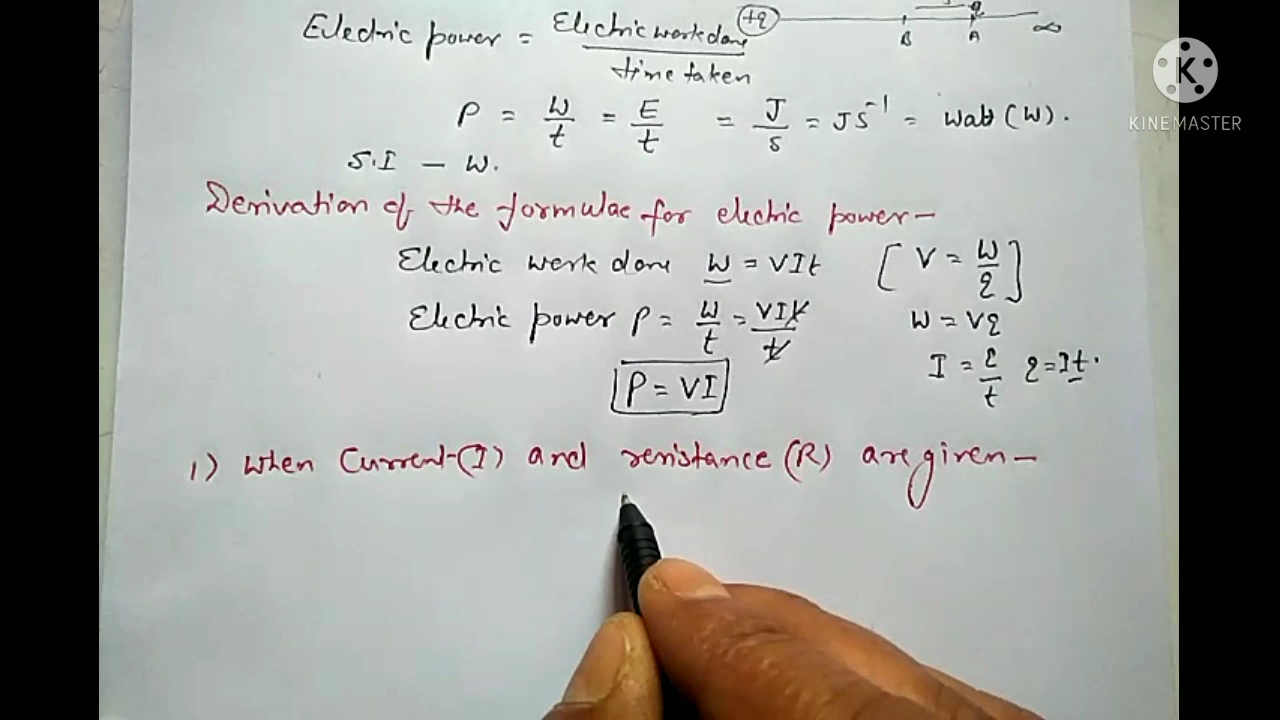 Electric power = Electric work done / time taken
+q B A ∞
P = W/t = E/t = J/s = JS⁻¹ = watt (W).
S.I - W.
Derivation of the formulae for electric power-
Electric work done W = VIt [V = W/q]
Electric power P = W/t = VIt/t W = Vq
P = VI I = q/t q = It.
1) When Current-(I) and resistance (R) are given-
K
KINEMASTER